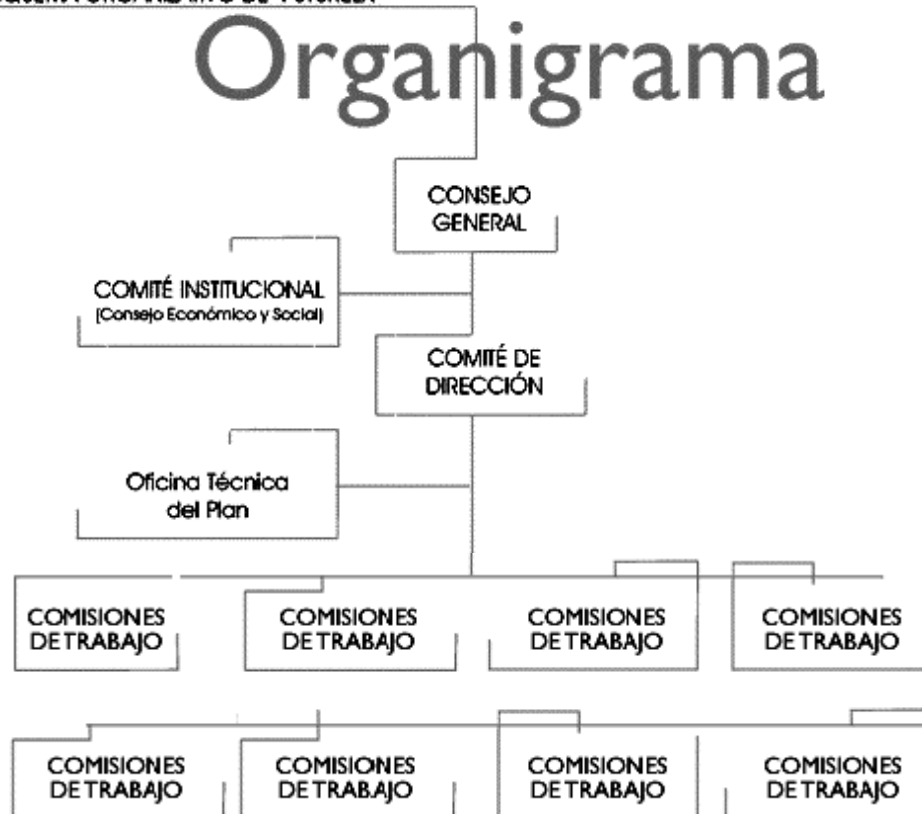 ORGANIZATIVO DE
Organigrama
CONSEJO
GENERAL
COMITÉ INSTITUCIONAL
(Consejo Económico y Social)
COMITÉ DE
DIRECCIÓN
Oficina Técnica
del Plan
COMISIONES
DE TRABAJO
COMISIONES
DE TRABAJO
COMISIONES
DE TRABAJO
COMISIONES
DE TRABAJO
COMISIONES
DE TRABAJO
COMISIONES
DE TRABAJO
COMISIONES
DE TRABAJO
COMISIONES
DE TRABAJO